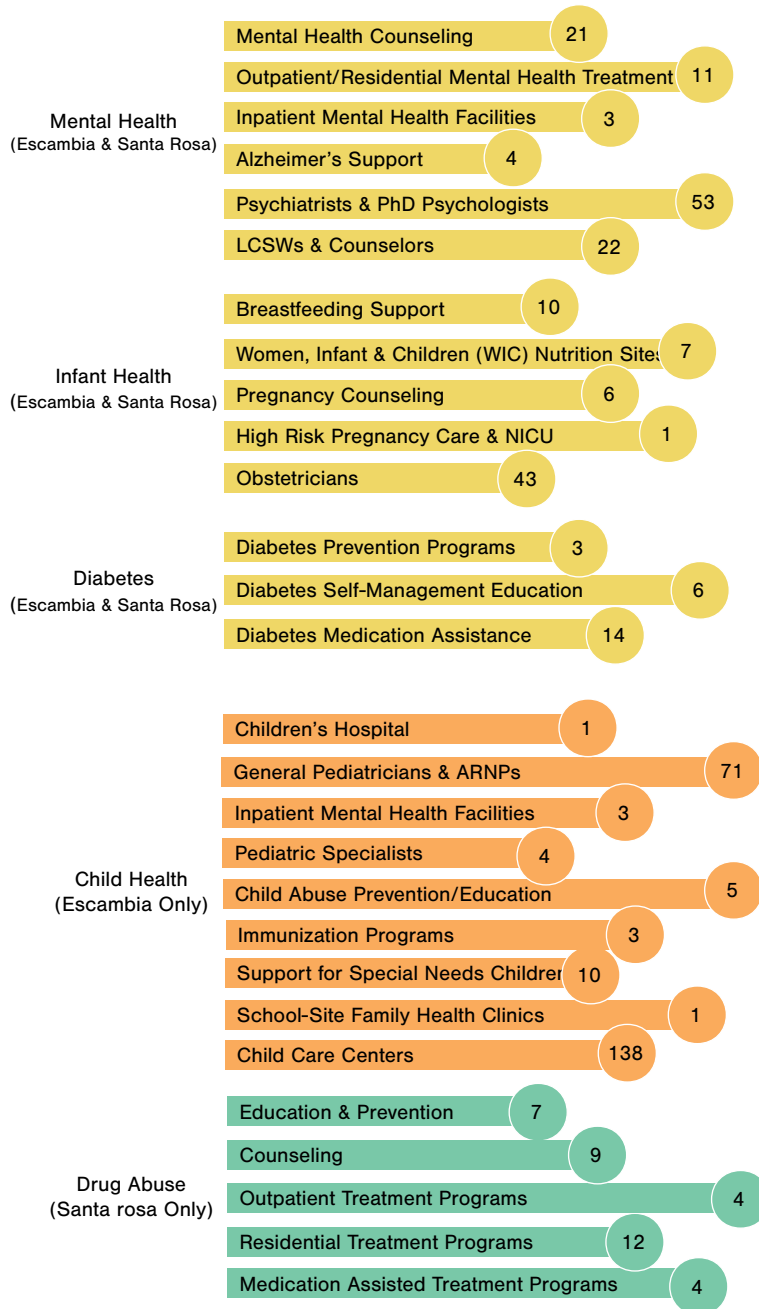 Mental Health Counseling 21
Outpatient/Residential Mental Health Treatment 11
Mental Health
(Escambia & Santa Rosa)
Inpatient Mental Health Facilities 3
Alzheimer's Support 4
Psychiatrists & PhD Psychologists 53
LCSWs & Counselors 22
Breastfeeding Support 10
Women, Infant & Children (WIC) Nutrition Sites 7
Infant Health
(Escambia & Santa Rosa)
Pregnancy Counseling 6
High Risk Pregnancy Care & NICU 1
Obstetricians 43
Diabetes Prevention Programs 3
Diabetes
(Escambia & Santa Rosa)
Diabetes Self-Management Education 6
Diabetes Medication Assistance 14
Children's Hospital 1
General Pediatricians & ARNPs 71
Inpatient Mental Health Facilities 3
Pediatric Specialists 4
Child Health
(Escambia Only)
Child Abuse Prevention/Education 5
Immunization Programs 3
Support for Special Needs Children 10
School-Site Family Health Clinics 1
Child Care Centers 138
Education & Prevention 7
Counseling 9
Drug Abuse
(Santa rosa Only)
Outpatient Treatment Programs 4
Residential Treatment Programs 12
Medication Assisted Treatment Programs 4